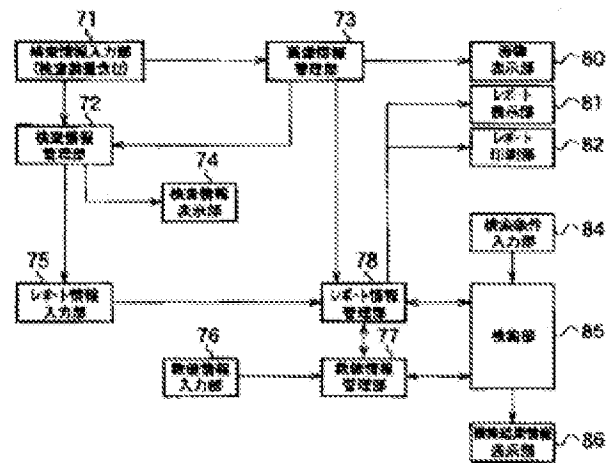 71
検査情報入力部
(検査装置含む)
73
画像情報
管理部
画像
表示部
80
レポート
表示部
81
レポート
印刷部
82
72
検査情報
管理部
74
検査情報
表示部
検索条件
入力部
84
75
レポート情報
入力部
78
レポート情報
管理部
検索部
85
76
数値情報
入力部
77
数値情報
管理部
検索結果情報
表示部
86